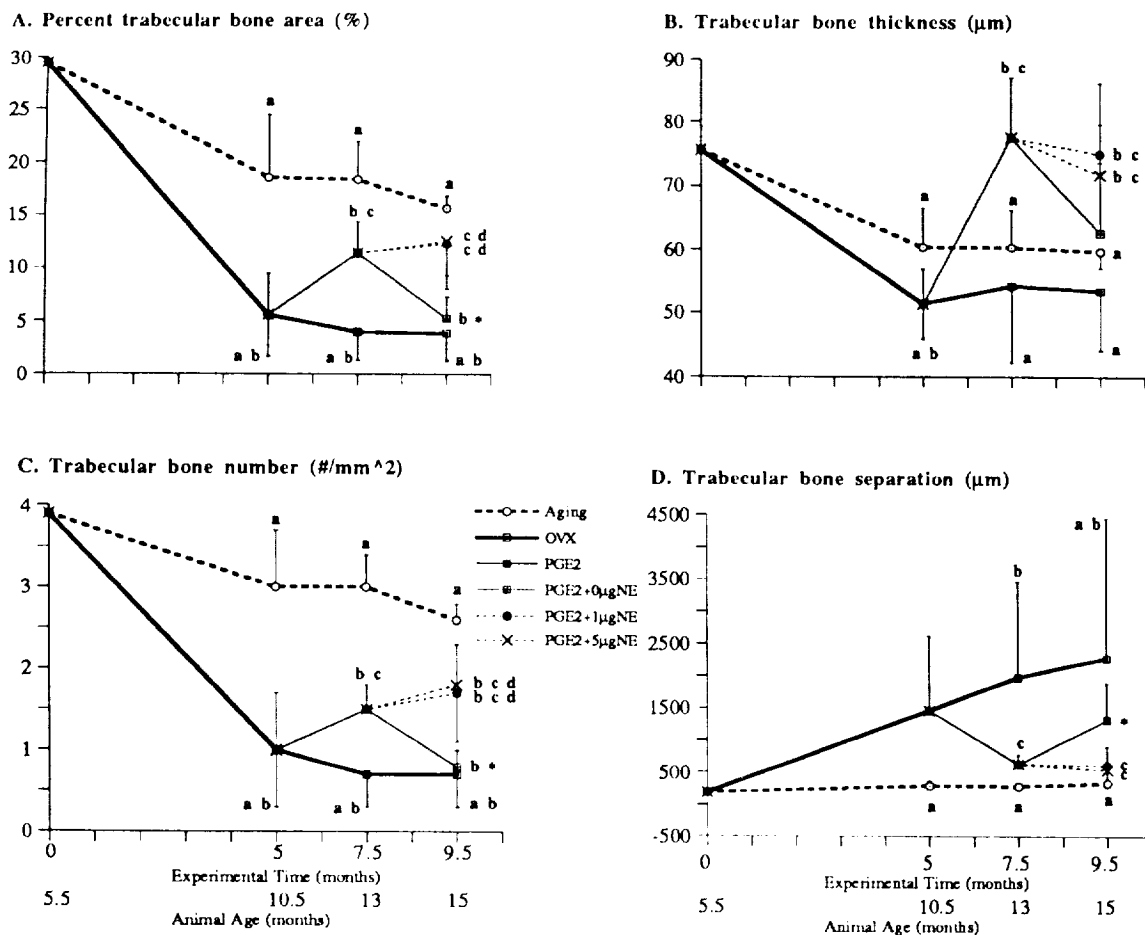 A. Percent trabecular bone area (%)
30
25
20
15
10
5
0
a
a
a
b c
c d
c d
b *
a b
a b
a b
B. Trabecular bone thickness (μm)
90
80
70
60
50
40
b c
b c
b c
a
a
a
a b
a
a
C. Trabecular bone number (#/mm^2)
4
3
2
1
0
a
a
a
b c
b c d
b c d
b *
a b
a b
a b
0
5
7.5
9.5
Experimental Time (months)
5.5
10.5
13
15
Animal Age (months)
Aging
OVX
PGE2
PGE2+0μgNE
PGE2+1μgNE
PGE2+5μgNE
D. Trabecular bone separation (μm)
4500
3500
2500
1500
500
-500
a b
b
*
c
c
c
a
a
a
0
5
7.5
9.5
Experimental Time (months)
5.5
10.5
13
15
Animal Age (months)